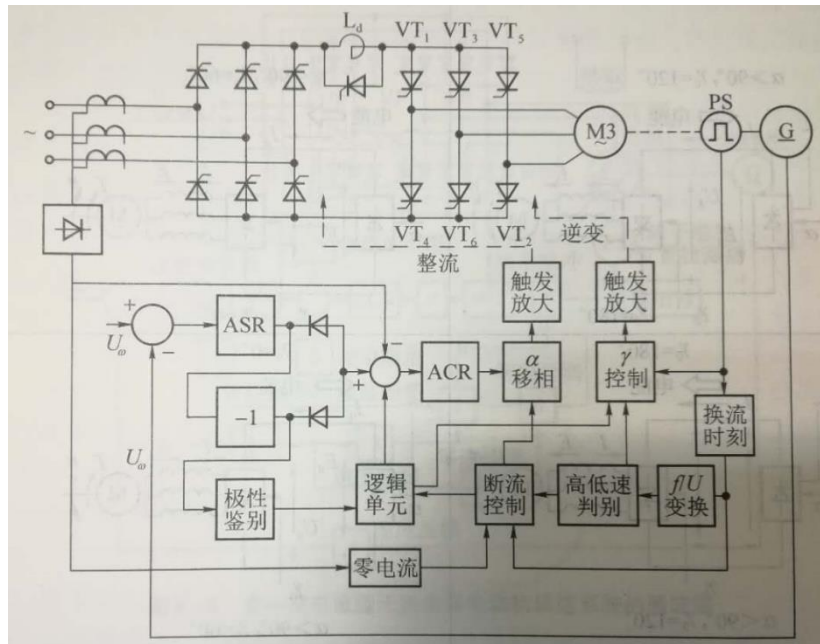 L_d
VT₁ VT₃ VT₅
PS
~
M3
~
G
VT₄ VT₆ VT₂
整流
逆变
触发
放大
触发
放大
+
−
U_ω
ASR
−
+
ACR
α
移相
γ
控制
−1
换流
时刻
U_ω
极性
鉴别
逻辑
单元
断流
控制
高低速
判别
f/U
变换
零电流